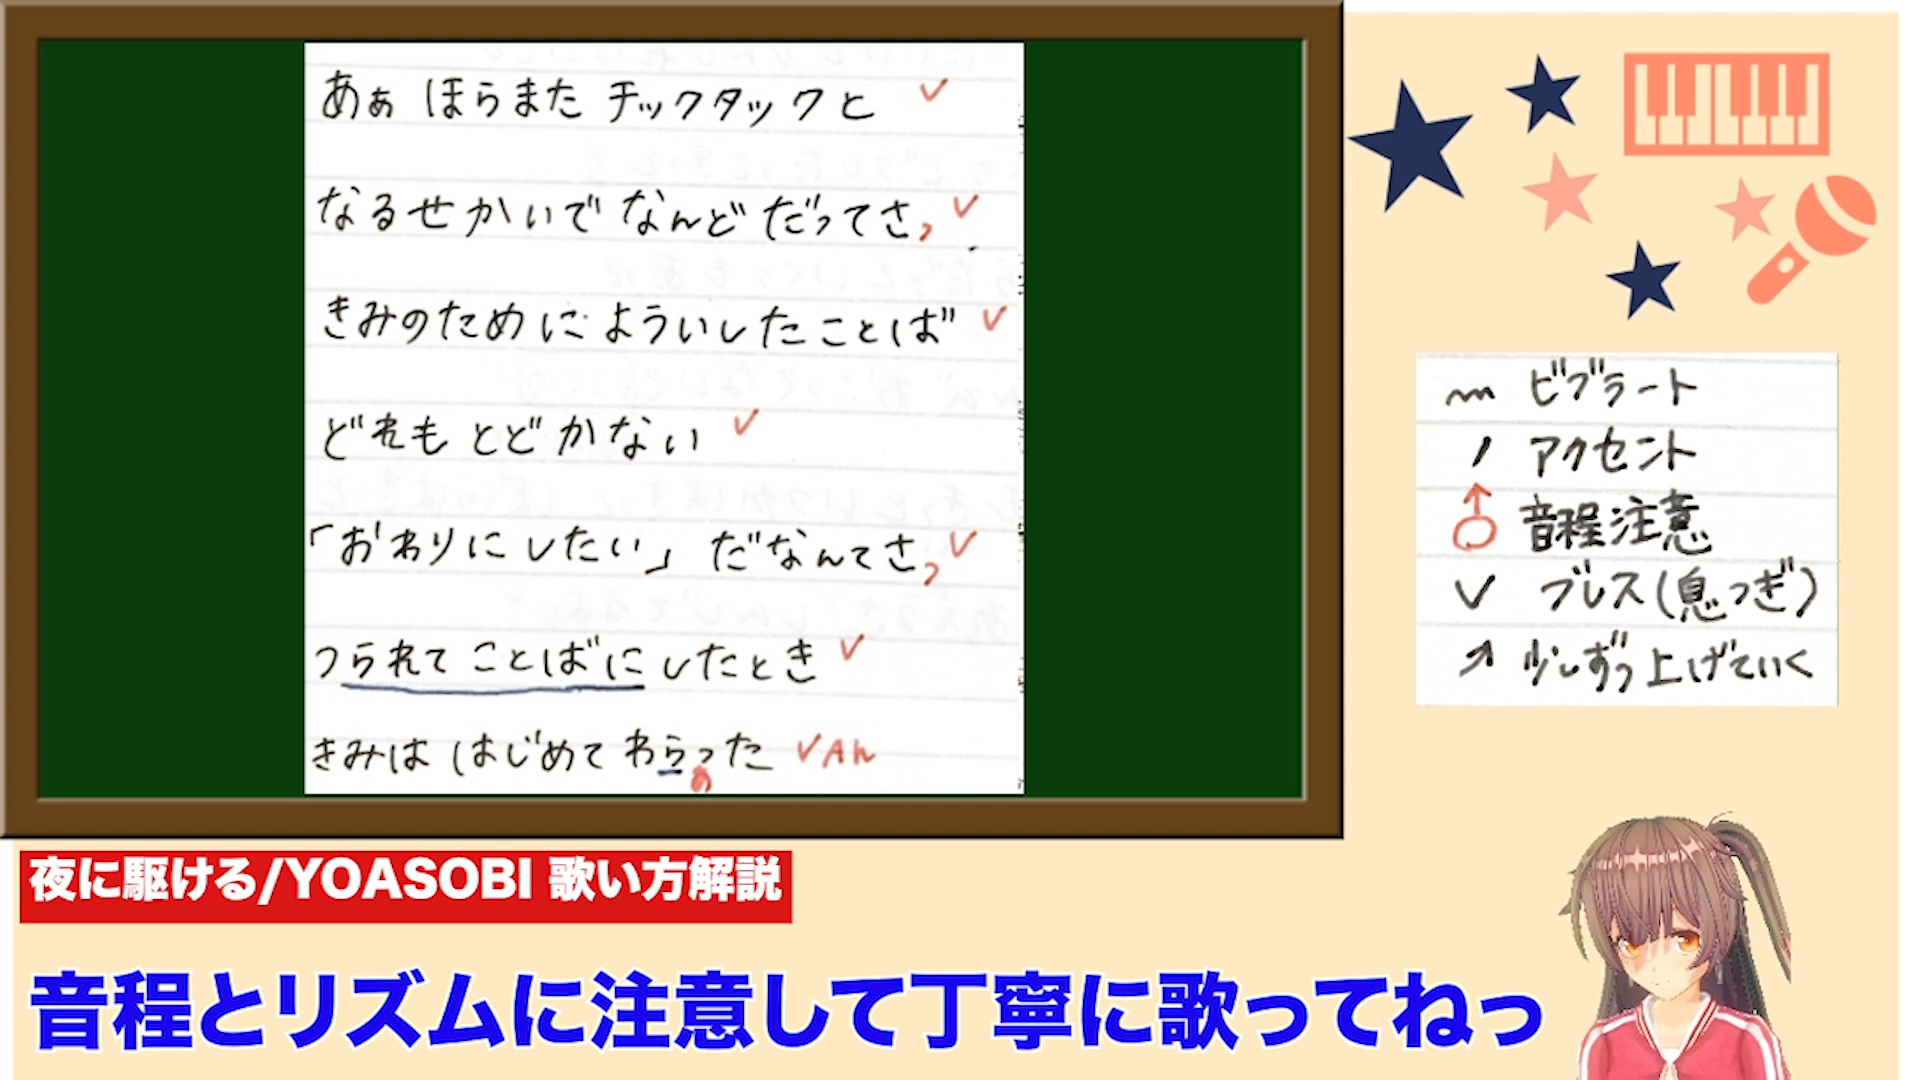 あぁ ほらまた チックタックと ✓
なるせかいで なんど だってさっ ✓
きみのために よういしたことば ✓
どれも とどかない ✓
「おわりにしたい」 だなんてさっ ✓
つられて ことばに したとき ✓
きみは はじめて わらった ✓Aん
あ
ビブラート
アクセント
音程注意
✓ ブレス(息つぎ)
↗ 少しずつ上げていく
夜に駆ける/YOASOBI 歌い方解説
音程とリズムに注意して丁寧に歌ってねっ